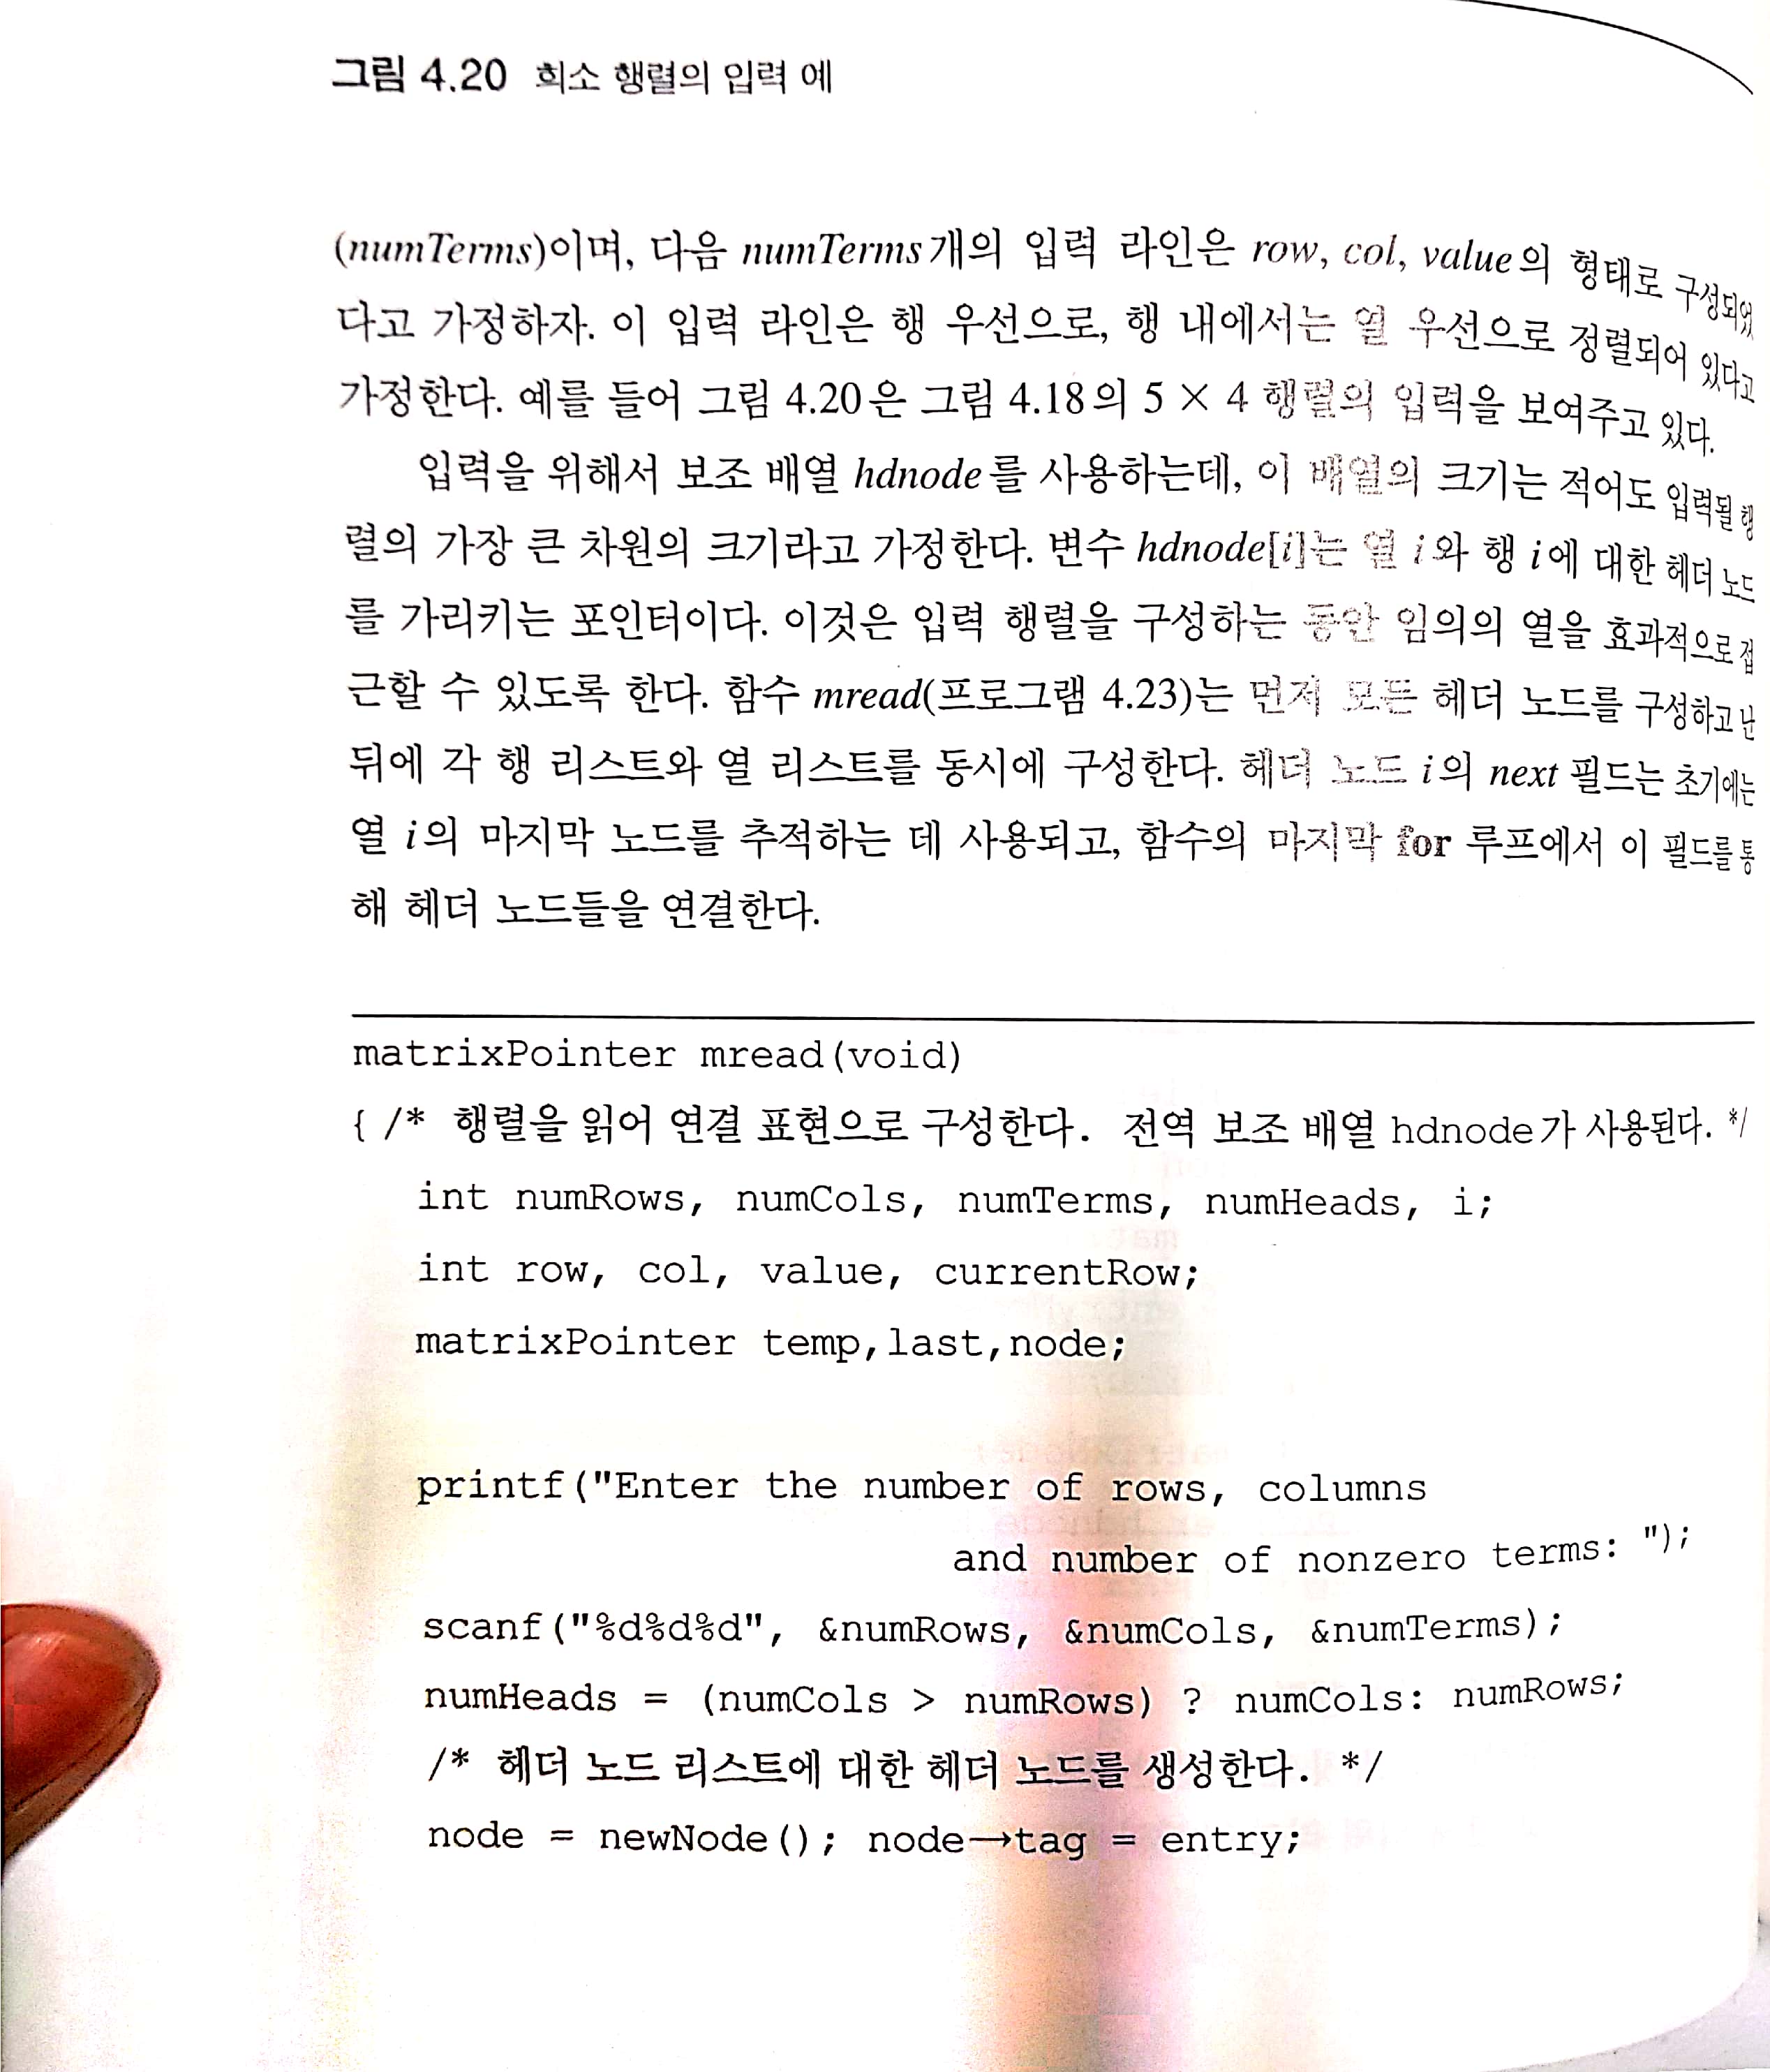 그림 4.20 희소 행렬의 입력 예
(numTerms)이며, 다음 numTerms개의 입력 라인은 row, col, value의 형태로 구성되었
다고 가정하자. 이 입력 라인은 행 우선으로, 행 내에서는 열 우선으로 정렬되어 있다고
가정한다. 예를 들어 그림 4.20은 그림 4.18의 5 × 4 행렬의 입력을 보여주고 있다.
입력을 위해서 보조 배열 hdnode를 사용하는데, 이 배열의 크기는 적어도 입력될 행
렬의 가장 큰 차원의 크기라고 가정한다. 변수 hdnode[i]는 열 i와 행 i에 대한 헤더 노드
를 가리키는 포인터이다. 이것은 입력 행렬을 구성하는 동안 임의의 열을 효과적으로 접
근할 수 있도록 한다. 함수 mread(프로그램 4.23)는 먼저 모든 헤더 노드를 구성하고 난
뒤에 각 행 리스트와 열 리스트를 동시에 구성한다. 헤더 노드 i의 next 필드는 초기에는
열 i의 마지막 노드를 추적하는 데 사용되고, 함수의 마지막 for 루프에서 이 필드를 통
해 헤더 노드들을 연결한다.
matrixPointer mread(void)
{ /* 행렬을 읽어 연결 표현으로 구성한다. 전역 보조 배열 hdnode가 사용된다. */
int numRows, numCols, numTerms, numHeads, i;
int row, col, value, currentRow;
matrixPointer temp,last,node;
printf("Enter the number of rows, columns
and number of nonzero terms: ");
scanf("%d%d%d", &numRows, &numCols, &numTerms);
numHeads = (numCols > numRows) ? numCols: numRows;
/* 헤더 노드 리스트에 대한 헤더 노드를 생성한다. */
node = newNode(); node→tag = entry;